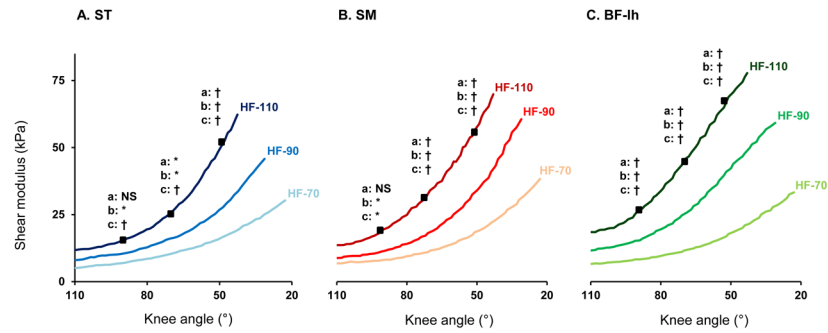 A. ST
B. SM
C. BF-lh
Shear modulus (kPa)
75
50
25
0
a: NS
b: *
c: †
a: *
b: *
c: †
a: †
b: †
c: †
HF-110
HF-90
HF-70
110
80
50
20
Knee angle (°)
a: NS
b: *
c: *
a: †
b: †
c: †
a: †
b: †
c: †
HF-110
HF-90
HF-70
110
80
50
20
Knee angle (°)
a: †
b: †
c: †
a: †
b: †
c: †
a: †
b: †
c: †
HF-110
HF-90
HF-70
110
80
50
20
Knee angle (°)